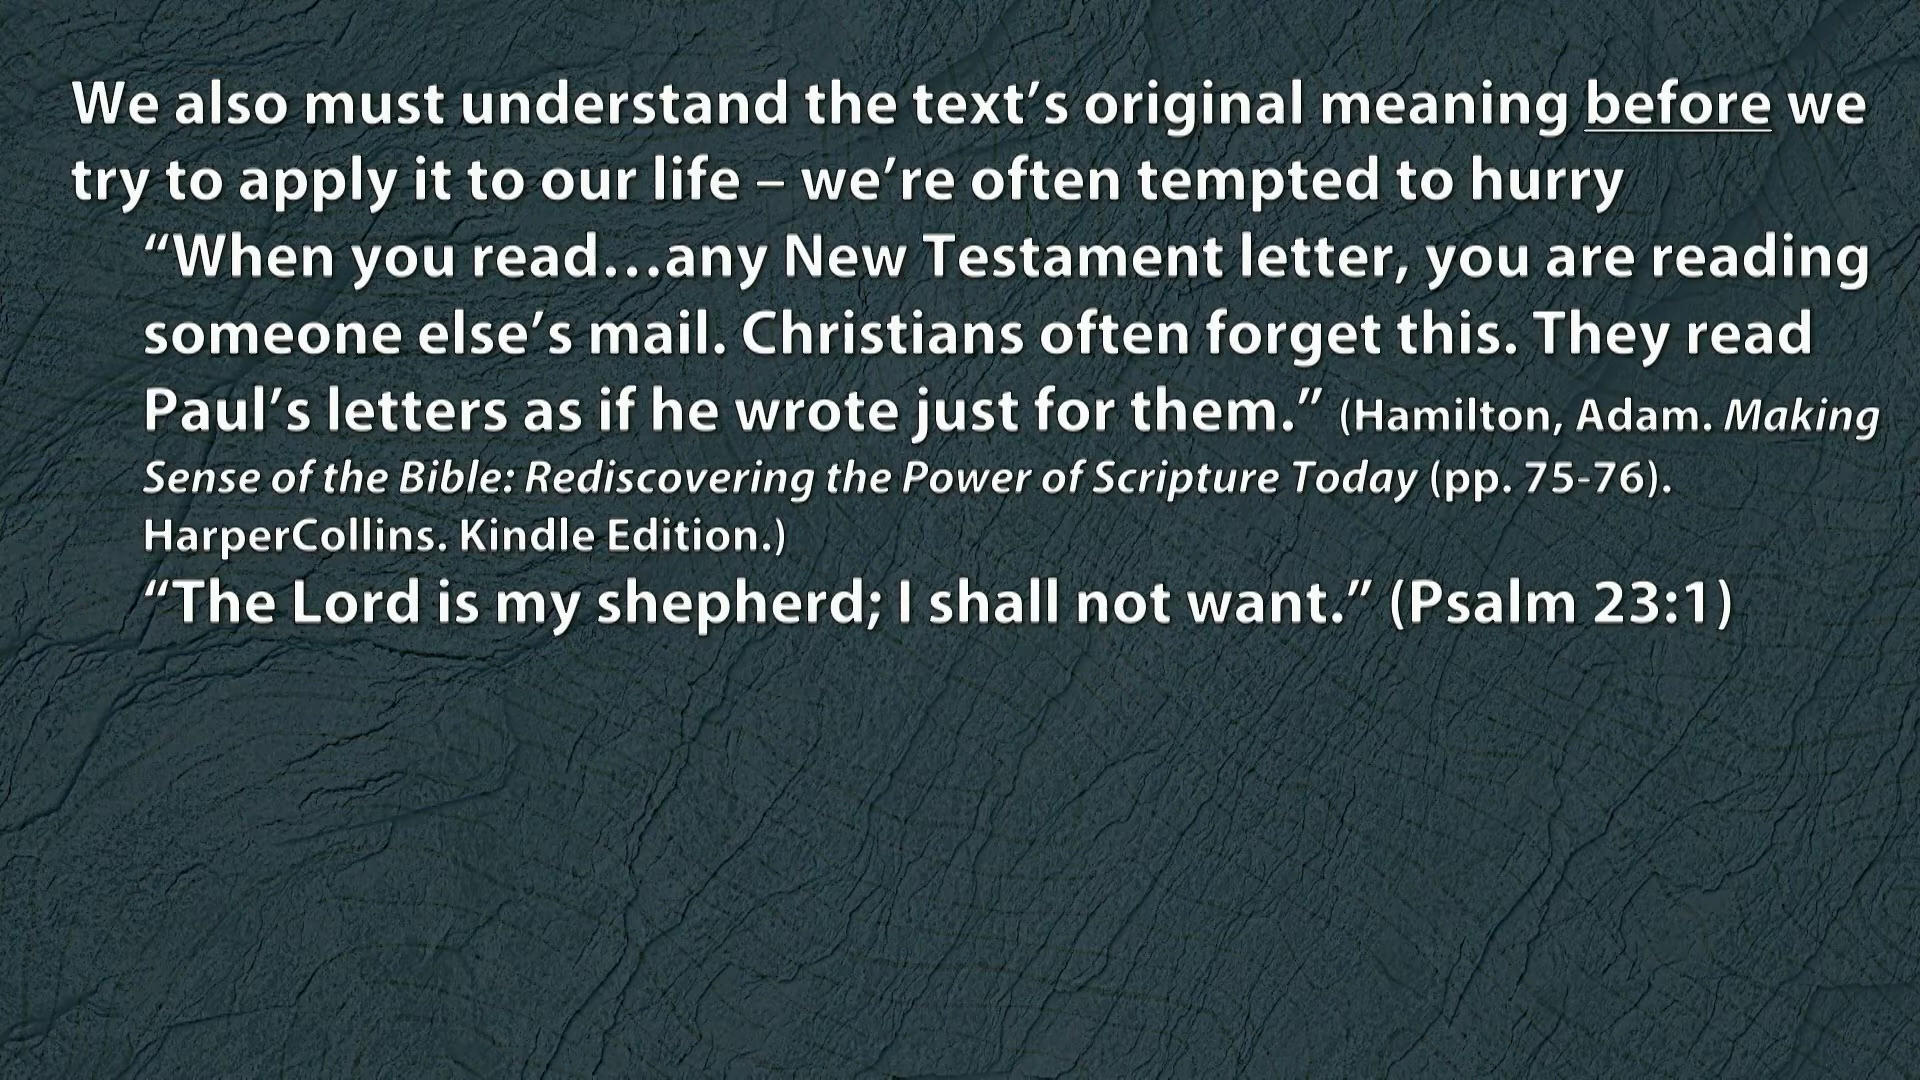 We also must understand the text’s original meaning before we
try to apply it to our life – we’re often tempted to hurry
“When you read…any New Testament letter, you are reading
someone else’s mail. Christians often forget this. They read
Paul’s letters as if he wrote just for them.” (Hamilton, Adam. Making
Sense of the Bible: Rediscovering the Power of Scripture Today (pp. 75-76).
HarperCollins. Kindle Edition.)
“The Lord is my shepherd; I shall not want.” (Psalm 23:1)